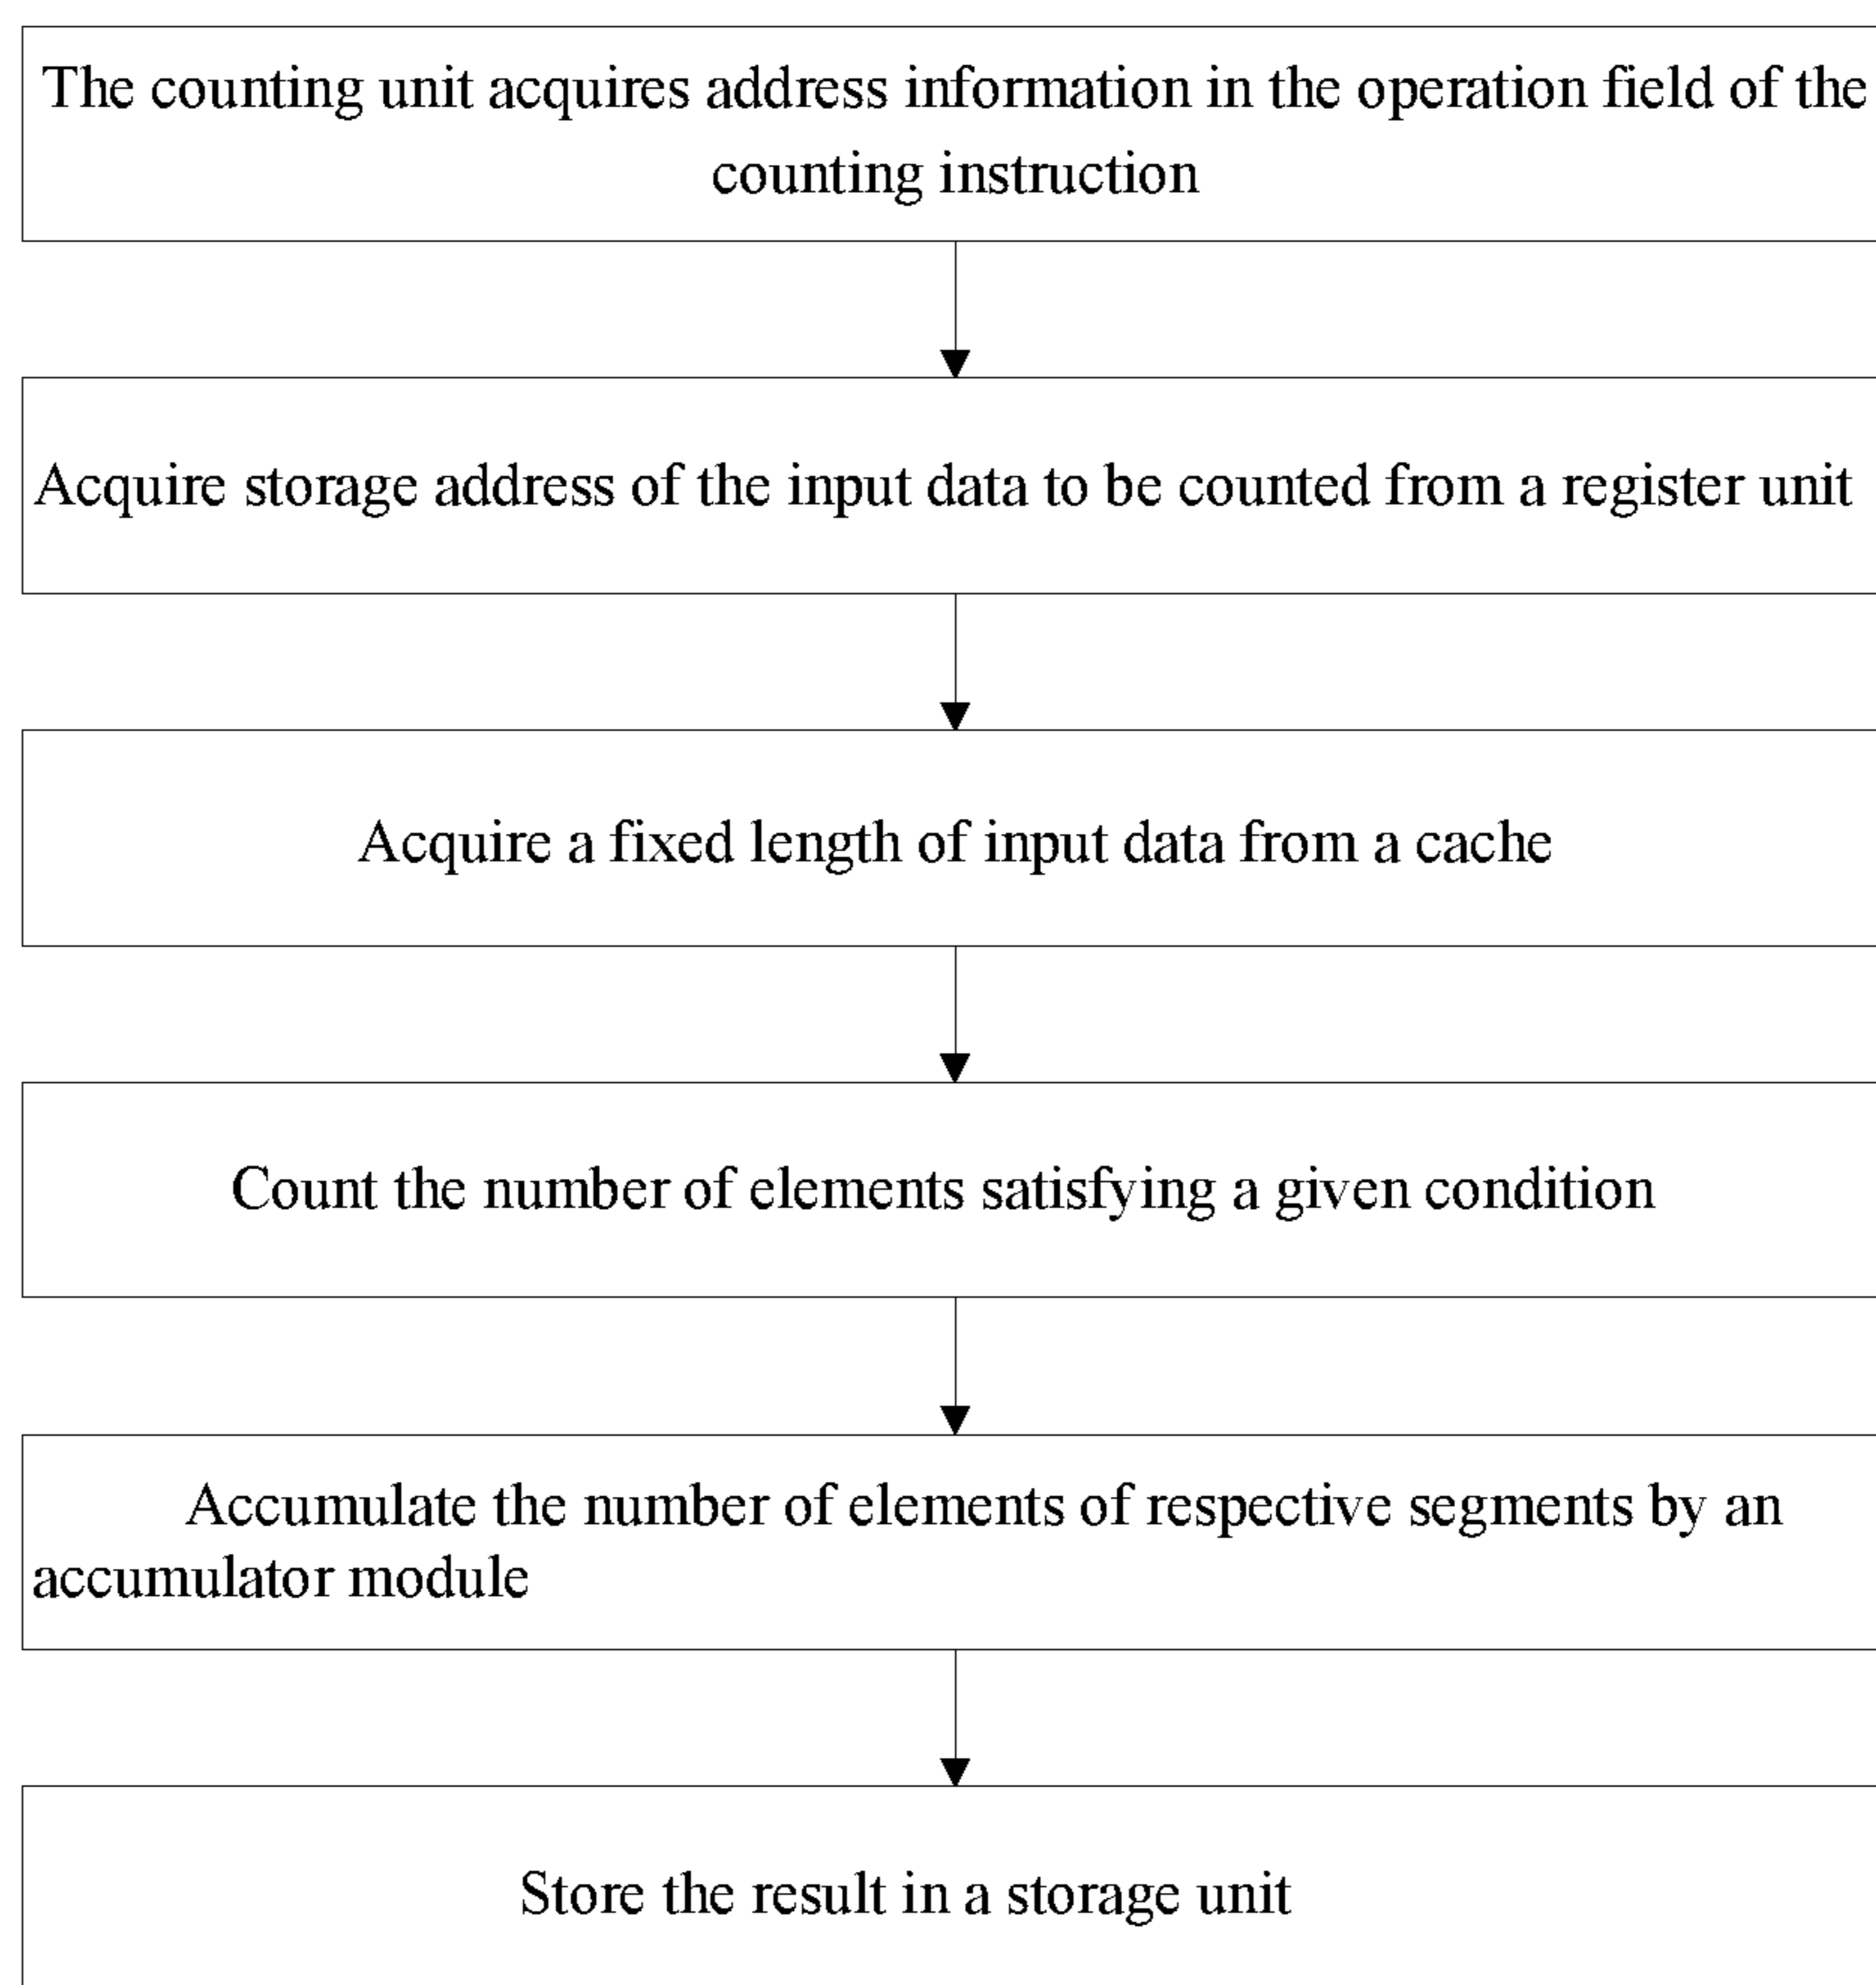 The counting unit acquires address information in the operation field of the
counting instruction
Acquire storage address of the input data to be counted from a register unit
Acquire a fixed length of input data from a cache
Count the number of elements satisfying a given condition
Accumulate the number of elements of respective segments by an
accumulator module
Store the result in a storage unit